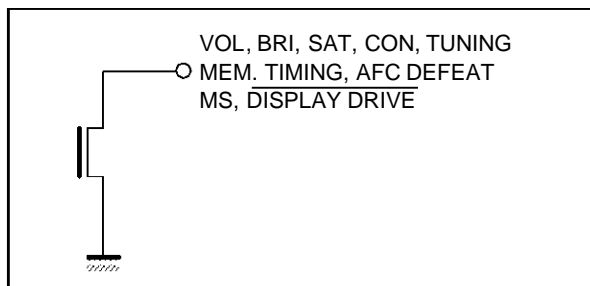 VOL, BRI, SAT, CON, TUNING
MEM. TIMING, AFC DEFEAT
MS, DISPLAY DRIVE